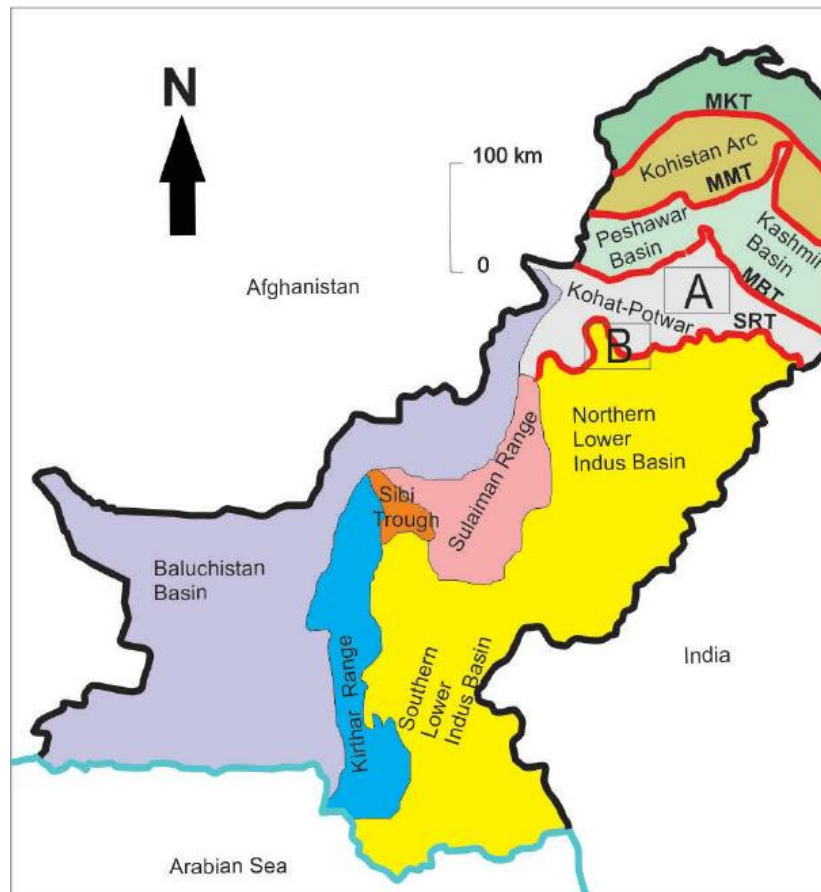 N
100 km
0
MKT
Kohistan Arc
MMT
Peshawar
Basin
Kashmir
Basin
MBT
A
Kohat-Potwar
SRT
B
Afghanistan
Northern
Lower
Indus Basin
Sulaiman Range
Sibi
Trough
Baluchistan
Basin
Kirthar Range
Southern
Lower
Indus Basin
India
Arabian Sea